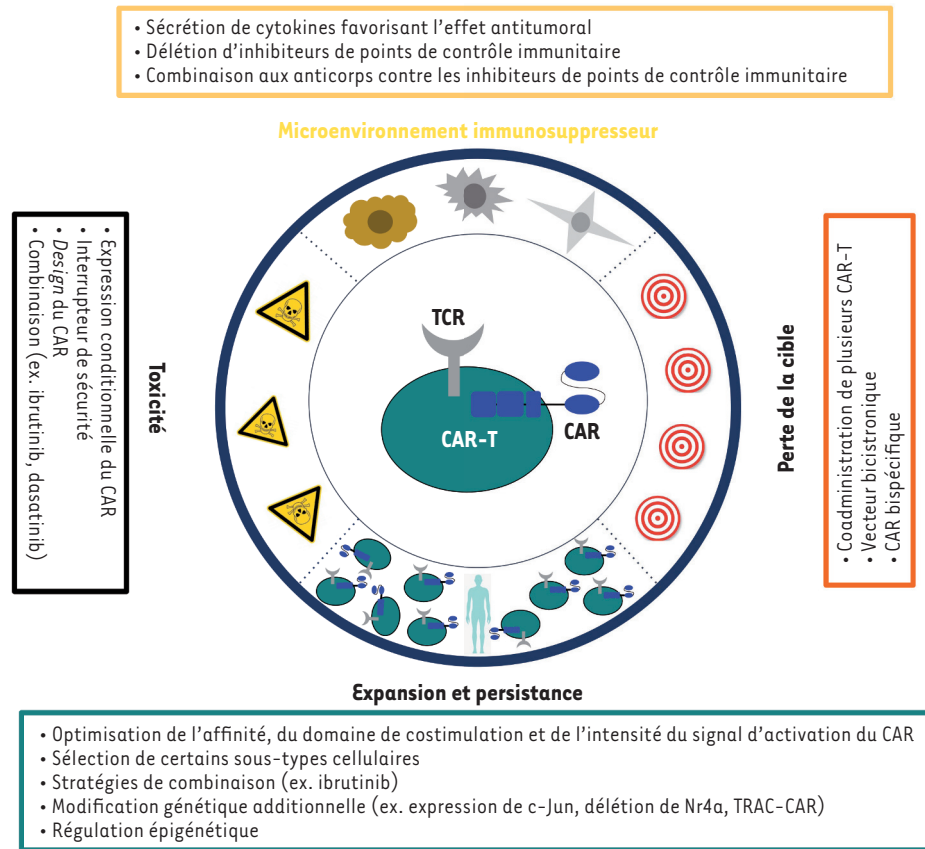 • Sécrétion de cytokines favorisant l'effet antitumoral
• Délétion d'inhibiteurs de points de contrôle immunitaire
• Combinaison aux anticorps contre les inhibiteurs de points de contrôle immunitaire
Microenvironnement immunosuppresseur
Toxicité
• Expression conditionnelle du CAR
• Interrupteur de sécurité
• Design du CAR
• Combinaison (ex. ibrutinib, dasatinib)
TCR
CAR-T
CAR
Perte de la cible
• Coadministration de plusieurs CAR-T
• Vecteur bicistronique
• CAR bispécifique
Expansion et persistance
• Optimisation de l'affinité, du domaine de costimulation et de l'intensité du signal d'activation du CAR
• Sélection de certains sous-types cellulaires
• Stratégies de combinaison (ex. ibrutinib)
• Modification génétique additionnelle (ex. expression de c-Jun, délétion de Nr4a, TRAC-CAR)
• Régulation épigénétique